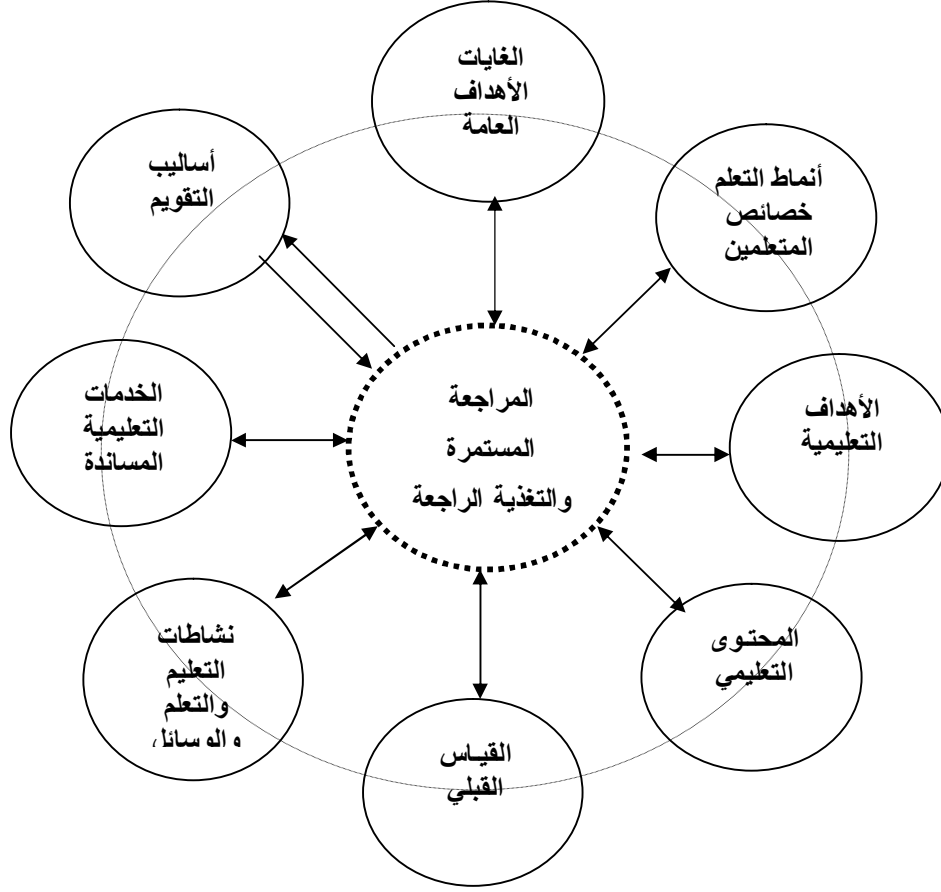 الغايات
الأهداف
العامة
أنماط التعلم
خصائص
المتعلمين
الأهداف
التعليمية
المحتوى
التعليمي
القياس
القبلي
نشاطات
التعليم
والتعلم
والوسائل
الخدمات
التعليمية
المساندة
أساليب
التقويم
المراجعة
المستمرة
والتغذية الراجعة